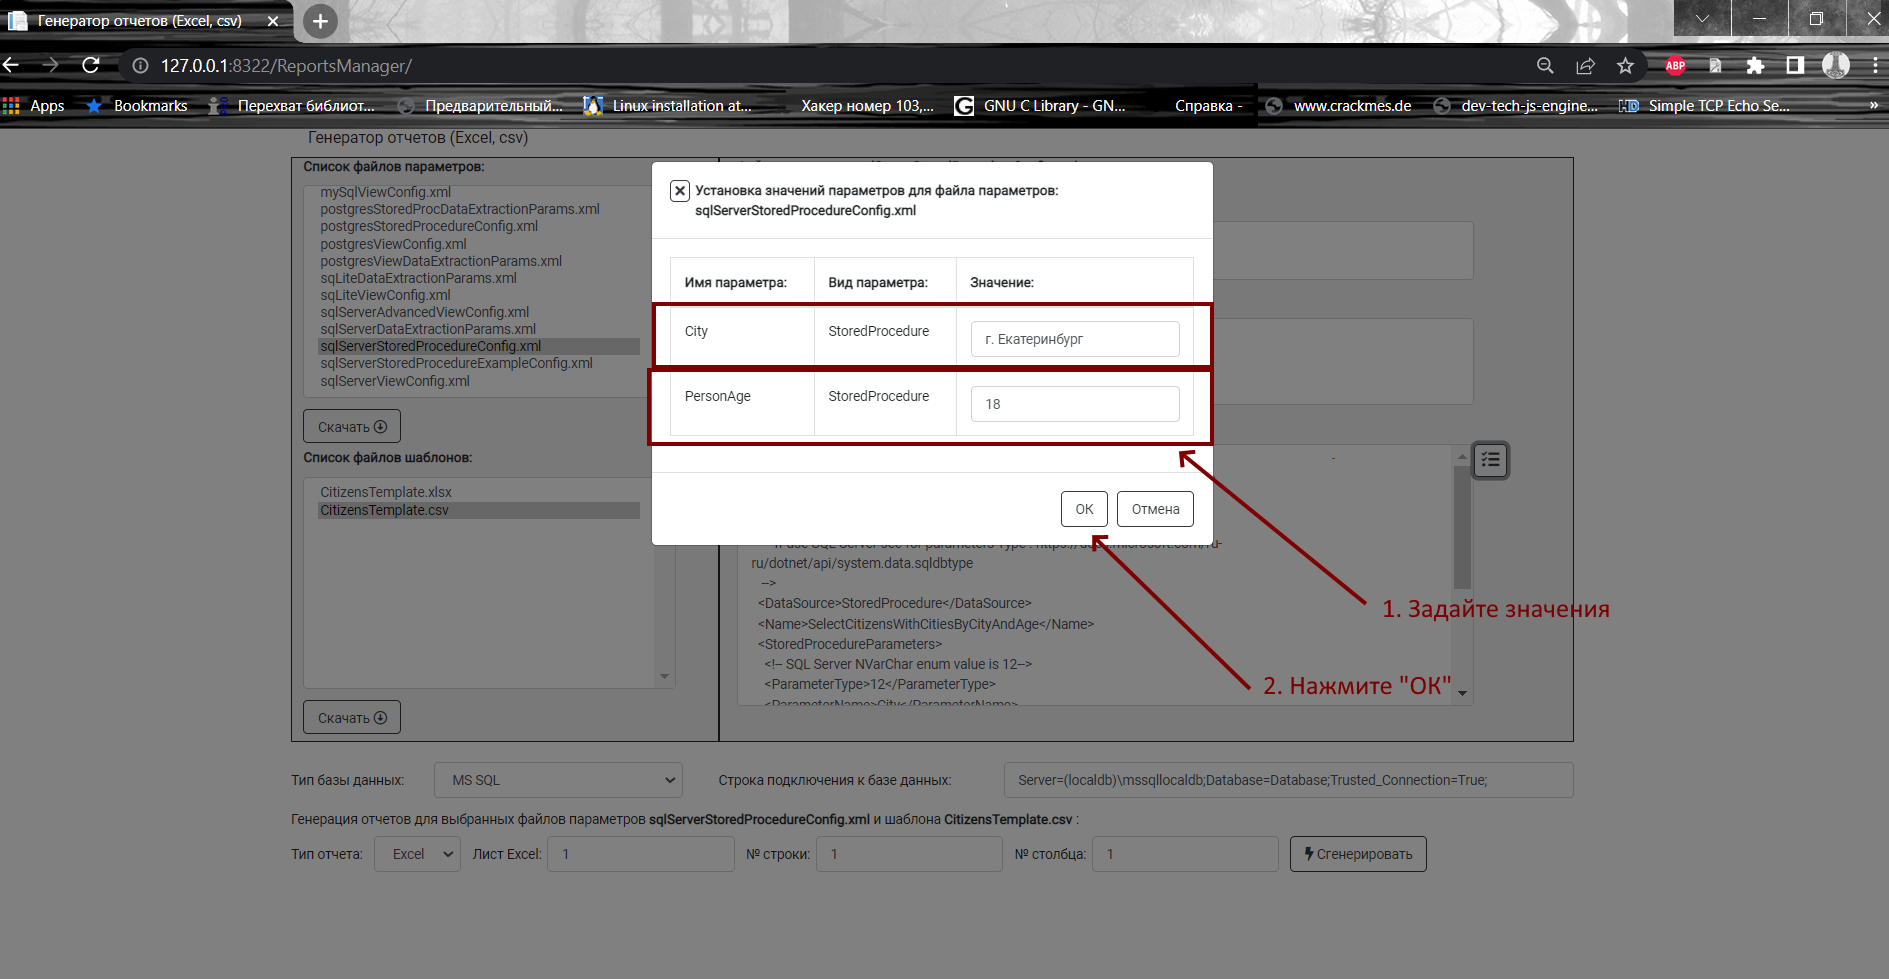 Генератор отчетов (Excel, csv)
127.0.0.1:8322/ReportsManager/
ABP
Apps
Bookmarks
Перехват библиот...
Предварительный...
Linux installation at...
Хакер номер 103,...
GNU C Library - GN...
Справка -
www.crackmes.de
dev-tech-js-engine...
Simple TCP Echo Se...
»
Генератор отчетов (Excel, csv)
Список файлов параметров:
mySqlViewConfig.xml
postgresStoredProcDataExtractionParams.xml
postgresStoredProcedureConfig.xml
postgresViewConfig.xml
postgresViewDataExtractionParams.xml
sqLiteDataExtractionParams.xml
sqLiteViewConfig.xml
sqlServerAdvancedViewConfig.xml
sqlServerDataExtractionParams.xml
sqlServerStoredProcedureConfig.xml
sqlServerStoredProcedureExampleConfig.xml
sqlServerViewConfig.xml
Скачать
Список файлов шаблонов:
CitizensTemplate.xlsx
CitizensTemplate.csv
Скачать
Установка значений параметров для файла параметров:
sqlServerStoredProcedureConfig.xml
Имя параметра: Вид параметра: Значение:
City StoredProcedure г. Екатеринбург
PersonAge StoredProcedure 18
ОК Отмена
ru/dotnet/api/system.data.sqldbtype
-->
<DataSource>StoredProcedure</DataSource>
<Name>SelectCitizensWithCitiesByCityAndAge</Name>
<StoredProcedureParameters>
<!-- SQL Server NVarChar enum value is 12-->
<ParameterType>12</ParameterType>
<ParameterName>City</ParameterName>
1. Задайте значения
2. Нажмите "ОК"
Тип базы данных: MS SQL Строка подключения к базе данных: Server=(localdb)\mssqllocaldb;Database=Database;Trusted_Connection=True;
Генерация отчетов для выбранных файлов параметров sqlServerStoredProcedureConfig.xml и шаблона CitizensTemplate.csv :
Тип отчета: Excel Лист Excel: 1 № строки: 1 № столбца: 1 Сгенерировать